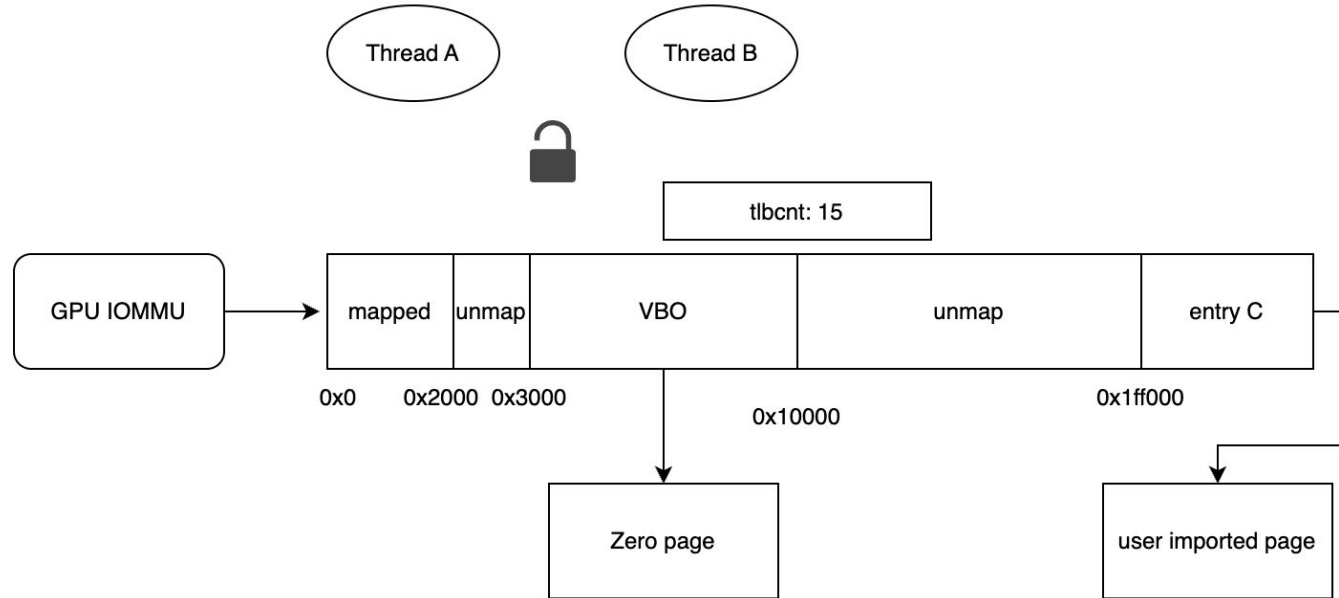 Thread A
Thread B
tlbcnt: 15
GPU IOMMU
mapped
unmap
VBO
unmap
entry C
0x0
0x2000
0x3000
0x10000
0x1ff000
Zero page
user imported page